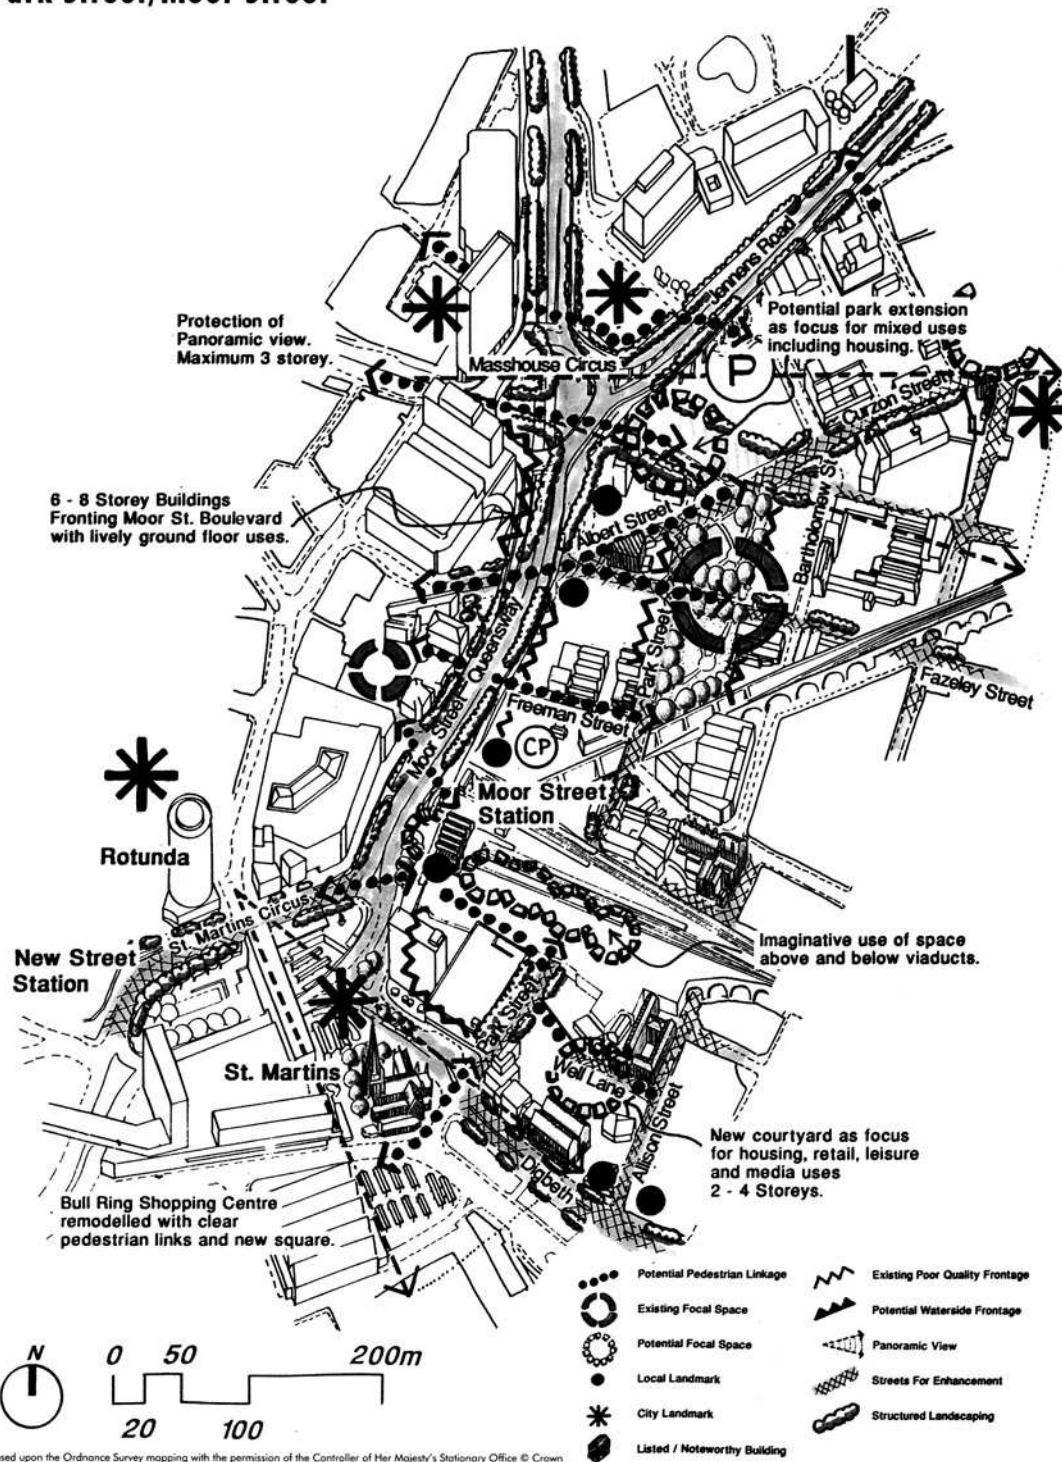 Jennens Road
Potential park extension
as focus for mixed uses
including housing.
Protection of
Panoramic view.
Maximum 3 storey.
Masshouse Circus
P
Curzon Street
6 - 8 Storey Buildings
Fronting Moor St. Boulevard
with lively ground floor uses.
Albert Street
Bartholomew St
Moor Street Queensway
Park Street
Fazeley Street
Freeman Street
CP
Moor Street
Station
Rotunda
St. Martins Circus
New Street
Station
Imaginative use of space
above and below viaducts.
Park Street
St. Martins
Well Lane
Allison Street
Digbeth
New courtyard as focus
for housing, retail, leisure
and media uses
2 - 4 Storeys.
Bull Ring Shopping Centre
remodelled with clear
pedestrian links and new square.
Potential Pedestrian Linkage
Existing Focal Space
Potential Focal Space
Local Landmark
City Landmark
Listed / Noteworthy Building
Existing Poor Quality Frontage
Potential Waterside Frontage
Panoramic View
Streets For Enhancement
Structured Landscaping
N
0 50 200m
20 100
upon the Ordnance Survey mapping with the permission of the Controller of Her Majesty's Stationary Office © Crown